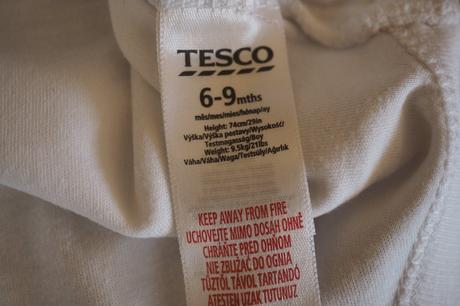 TESCO
6-9mths
měs/mes/mies/hónap/ay
Height: 74cm/29in
Výška/Výška postavy/Wysokość/
Testmagasság/Boy
Weight: 9.5kg/21lbs
Váha/Váha/Waga/Testsúly/Ağırlık
KEEP AWAY FROM FIRE
UCHOVEJTE MIMO DOSAH OHNĚ
CHRÁŇTE PRED OHŇOM
NIE ZBLIŻAĆ DO OGNIA
TŰZTŐL TÁVOL TARTANDÓ
ATEŞTEN UZAK TUTUNUZ